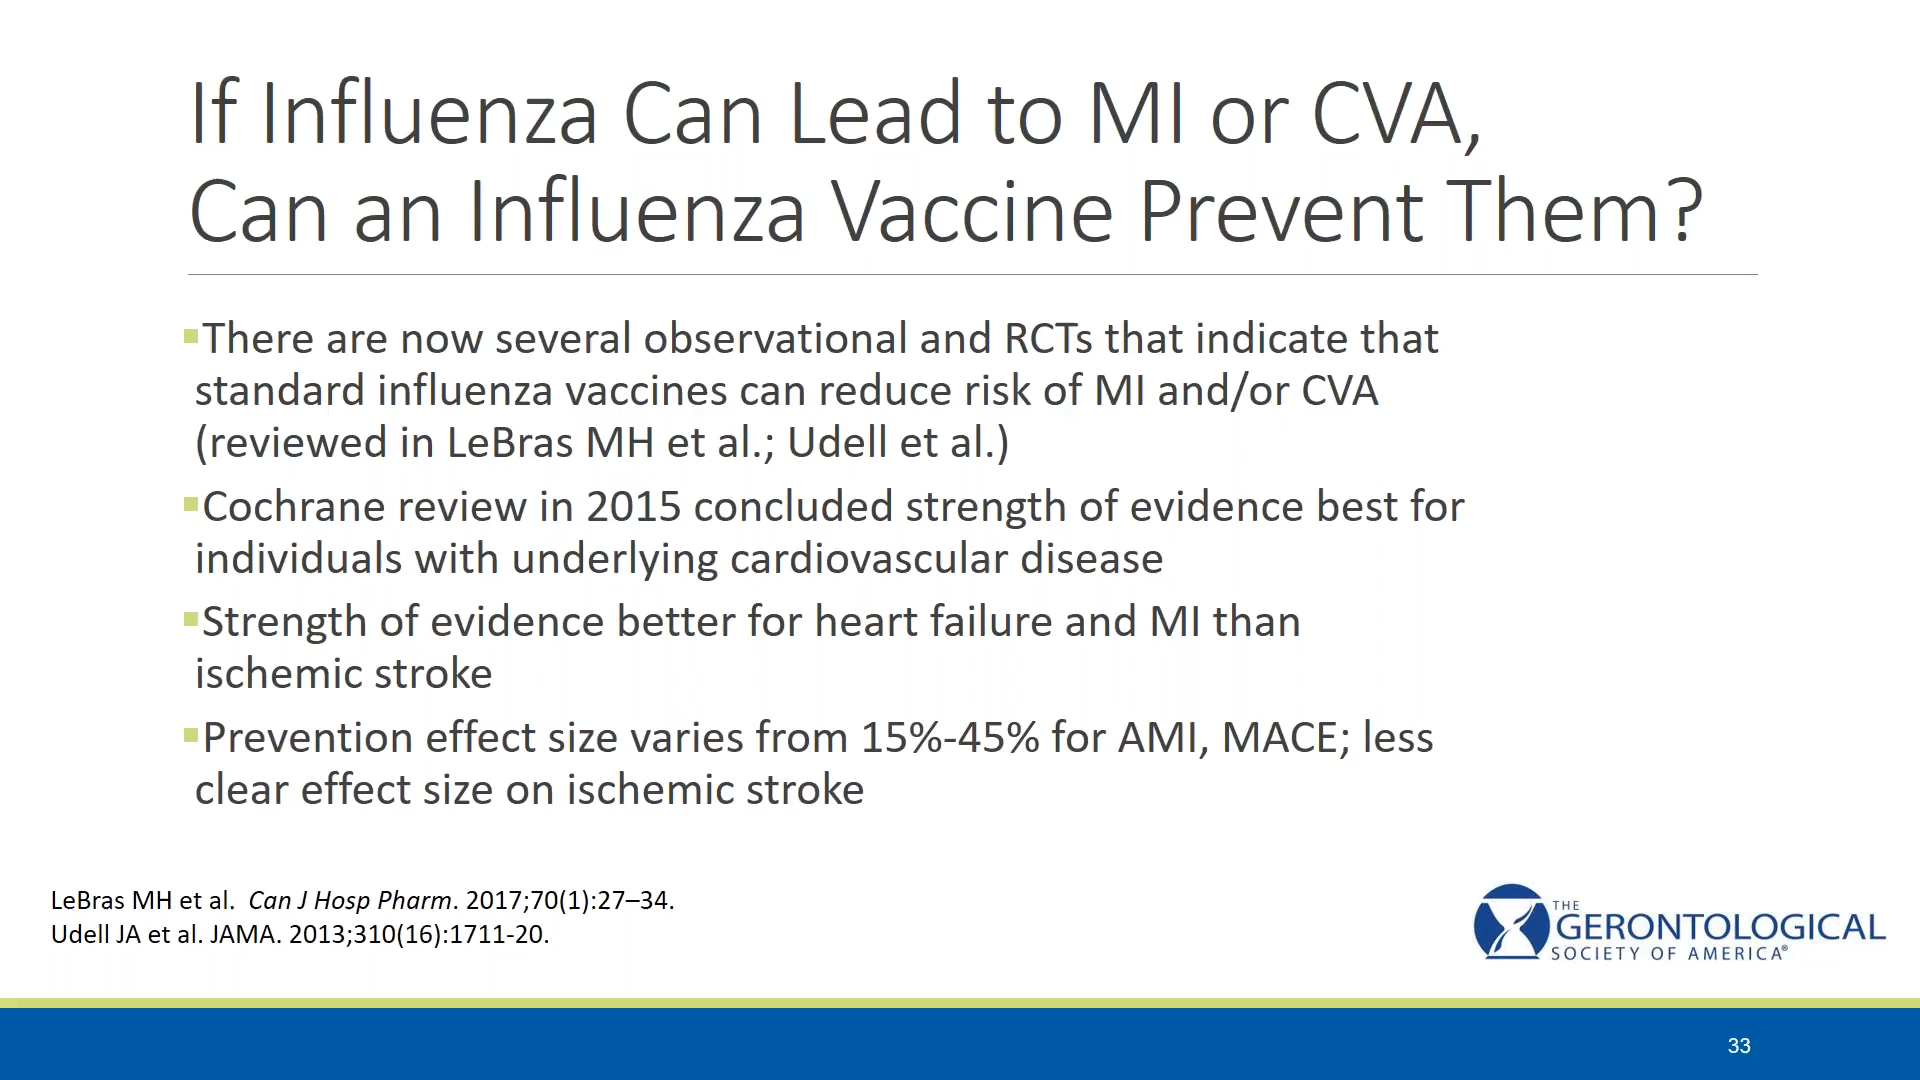 If Influenza Can Lead to MI or CVA,
Can an Influenza Vaccine Prevent Them?
▪There are now several observational and RCTs that indicate that
standard influenza vaccines can reduce risk of MI and/or CVA
(reviewed in LeBras MH et al.; Udell et al.)
▪Cochrane review in 2015 concluded strength of evidence best for
individuals with underlying cardiovascular disease
▪Strength of evidence better for heart failure and MI than
ischemic stroke
▪Prevention effect size varies from 15%-45% for AMI, MACE; less
clear effect size on ischemic stroke
LeBras MH et al. Can J Hosp Pharm. 2017;70(1):27–34.
Udell JA et al. JAMA. 2013;310(16):1711-20.
THE
GERONTOLOGICAL
SOCIETY OF AMERICA®
33